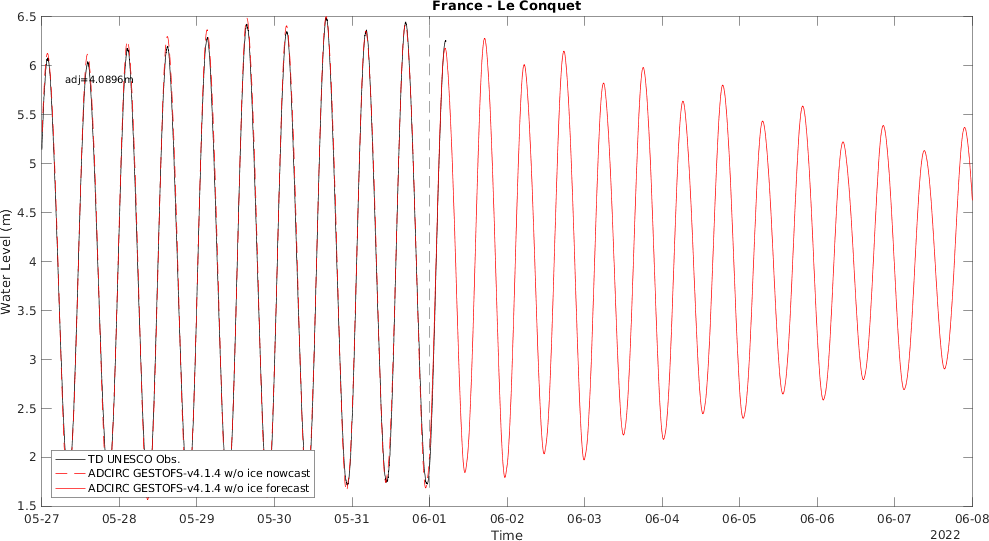 France - Le Conquet
6.5
6
adj=4.0896m
5.5
5
4.5
4
3.5
3
2.5
2
1.5
Water Level (m)
TD UNESCO Obs.
ADCIRC GESTOFS-v4.1.4 w/o ice nowcast
ADCIRC GESTOFS-v4.1.4 w/o ice forecast
05-27 05-28 05-29 05-30 05-31 06-01 06-02 06-03 06-04 06-05 06-06 06-07 06-08
Time
2022